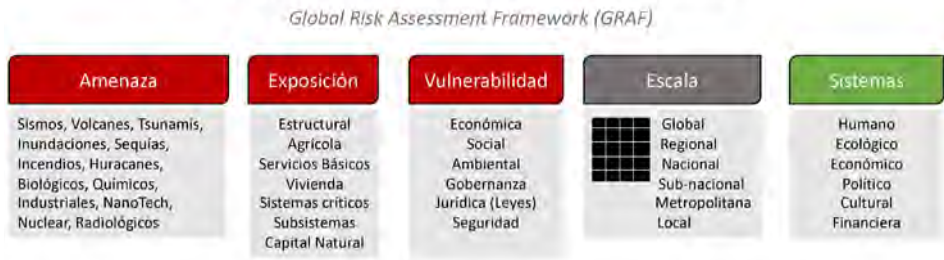 Global Risk Assessment Framework (GRAF)
Amenaza
Sismos, Volcanes, Tsunamis,
Inundaciones, Sequías,
Incendios, Huracanes,
Biológicos, Químicos,
Industriales, NanoTech,
Nuclear, Radiológicos
Exposición
Estructural
Agrícola
Servicios Básicos
Vivienda
Sistemas críticos
Subsistemas
Capital Natural
Vulnerabilidad
Económica
Social
Ambiental
Gobernanza
Jurídica (Leyes)
Seguridad
Escala
Global
Regional
Nacional
Sub-nacional
Metropolitana
Local
Sistemas
Humano
Ecológico
Económico
Político
Cultural
Financiera